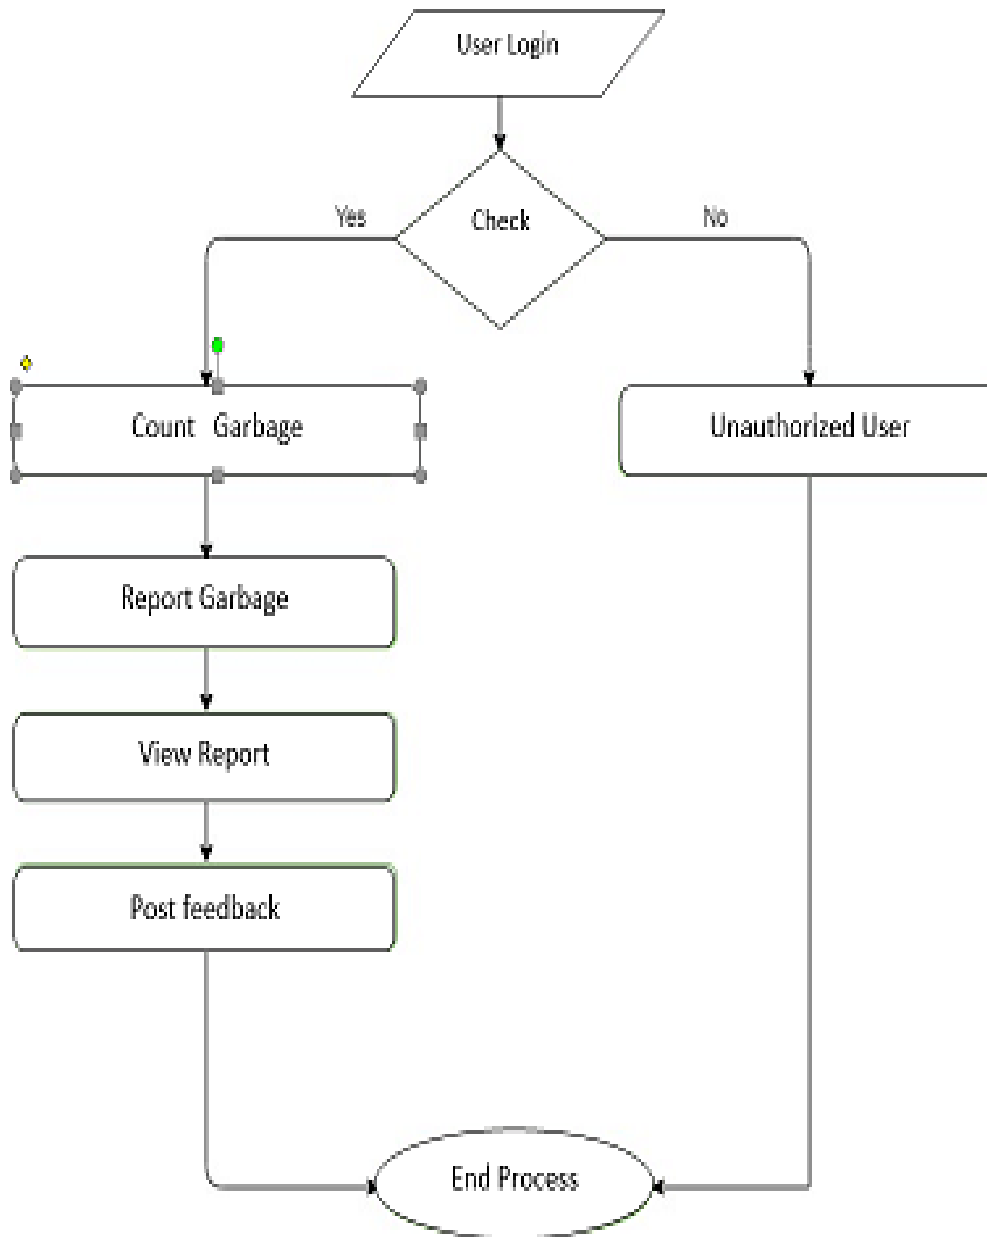 User Login
Check
Yes
No
Count Garbage
Unauthorized User
Report Garbage
View Report
Post feedback
End Process